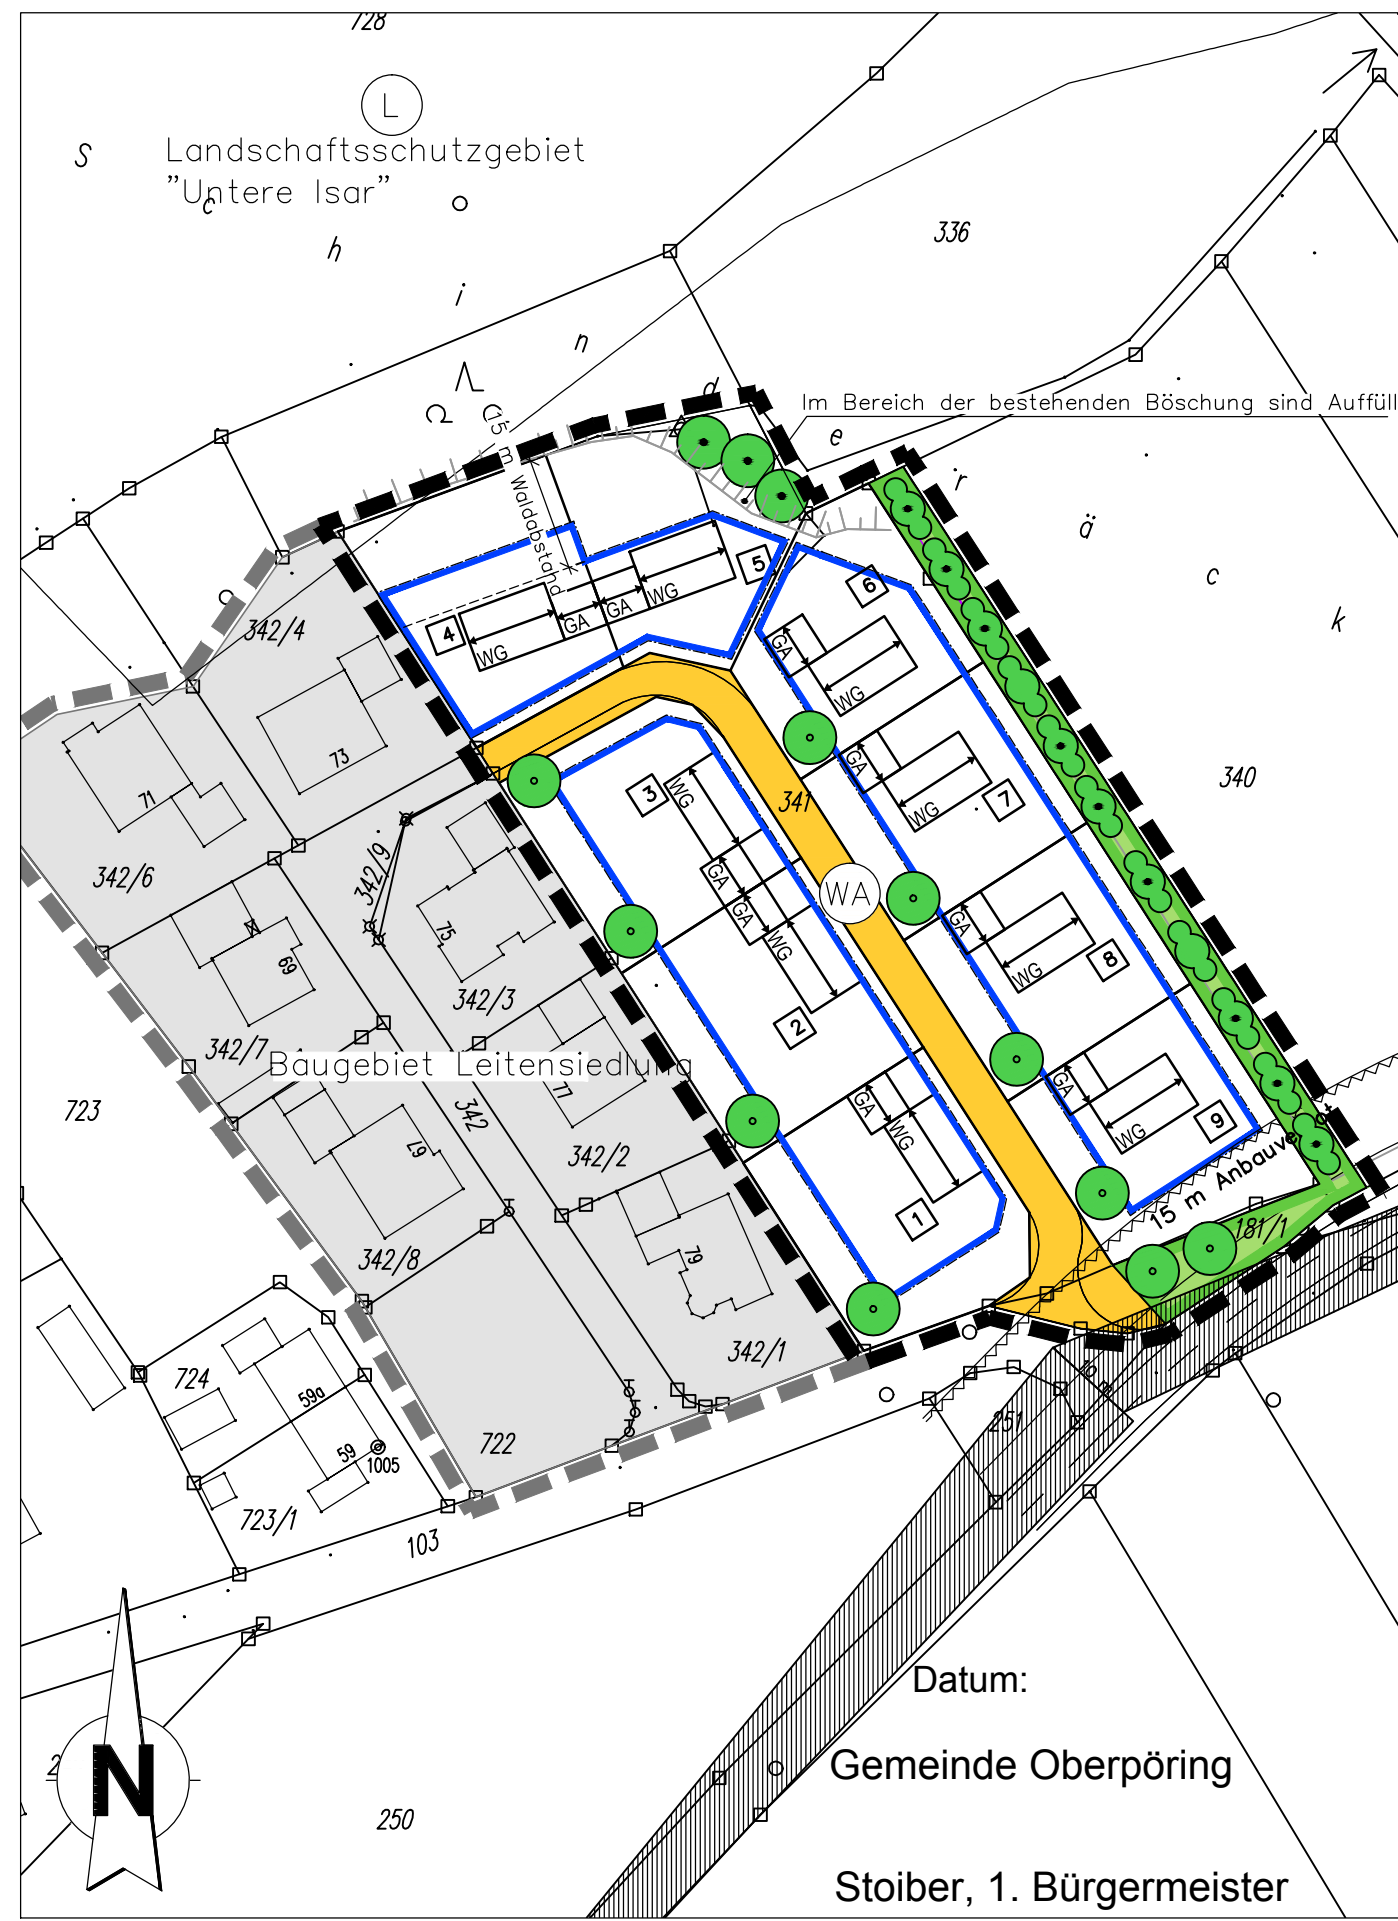 728
L
Landschaftsschutzgebiet
"Untere Isar"
S c h i n d e r ä c k
336
Im Bereich der bestehenden Böschung sind Auffüll
15 m Waldabstand
342/4
73
71
342/6
342/9
75
69
342/3
342/7
Baugebiet Leitensiedlung
342
77
67
342/2
342/8
79
342/1
723
724
59a
59
1005
723/1
722
103
4
WG
GA
GA
WG
5
6
GA
WG
GA
WG
7
341
WA
3
WG
GA
GA
WG
2
GA
WG
8
GA
WG
9
GA
WG
1
340
15 m Anbauverbot
181/1
251
250
N
Datum:
Gemeinde Oberpöring
Stoiber, 1. Bürgermeister